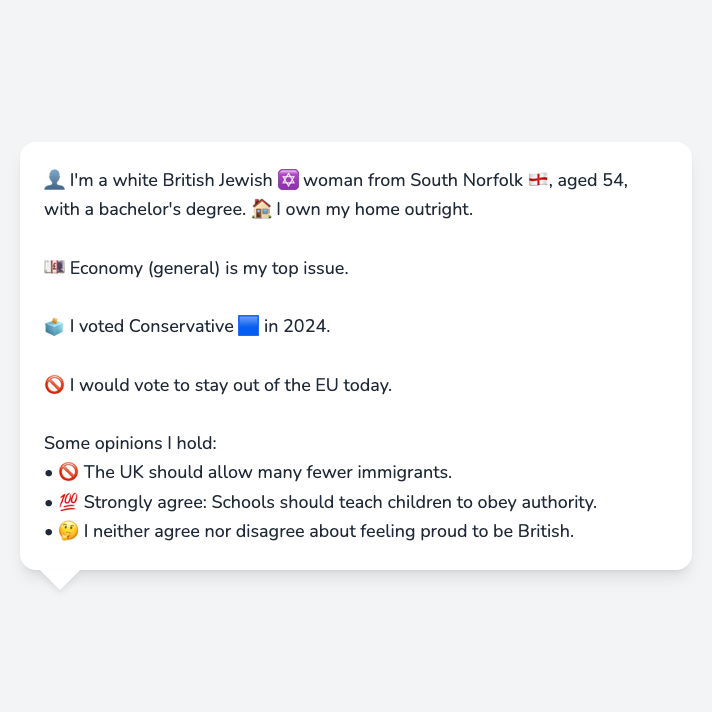 👤 I'm a white British Jewish ✡️ woman from South Norfolk 🏴󠁧󠁢󠁥󠁮󠁧󠁿, aged 54,
with a bachelor's degree. 🏠 I own my home outright.
💷 Economy (general) is my top issue.
🗳️ I voted Conservative 🟦 in 2024.
🚫 I would vote to stay out of the EU today.
Some opinions I hold:
• 🚫 The UK should allow many fewer immigrants.
• 💯 Strongly agree: Schools should teach children to obey authority.
• 🤔 I neither agree nor disagree about feeling proud to be British.